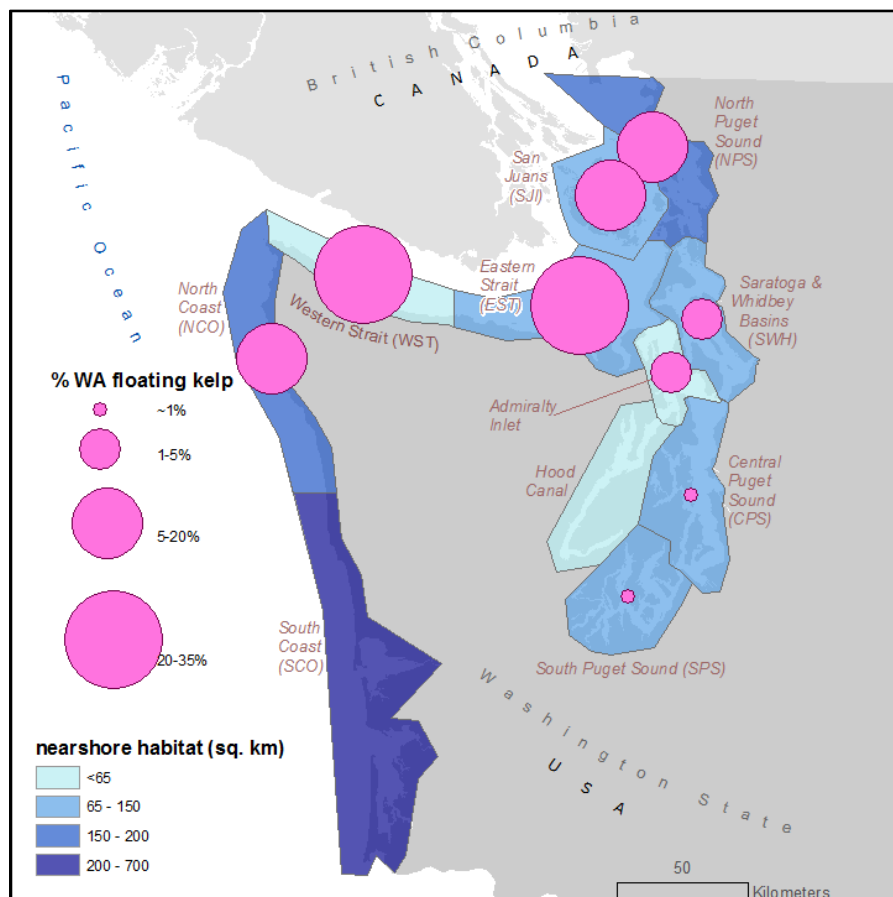 British Columbia
CANADA
Pacific Ocean
North
Puget
Sound
(NPS)
San
Juans
(SJI)
North
Coast
(NCO)
Western Strait (WST)
Eastern
Strait
(EST)
Saratoga &
Whidbey
Basins
(SWH)
% WA floating kelp
~1%
1-5%
5-20%
20-35%
Admiralty
Inlet
Hood
Canal
Central
Puget
Sound
(CPS)
South
Coast
(SCO)
South Puget Sound (SPS)
Washington State
USA
nearshore habitat (sq. km)
<65
65 - 150
150 - 200
200 - 700
50
Kilometers